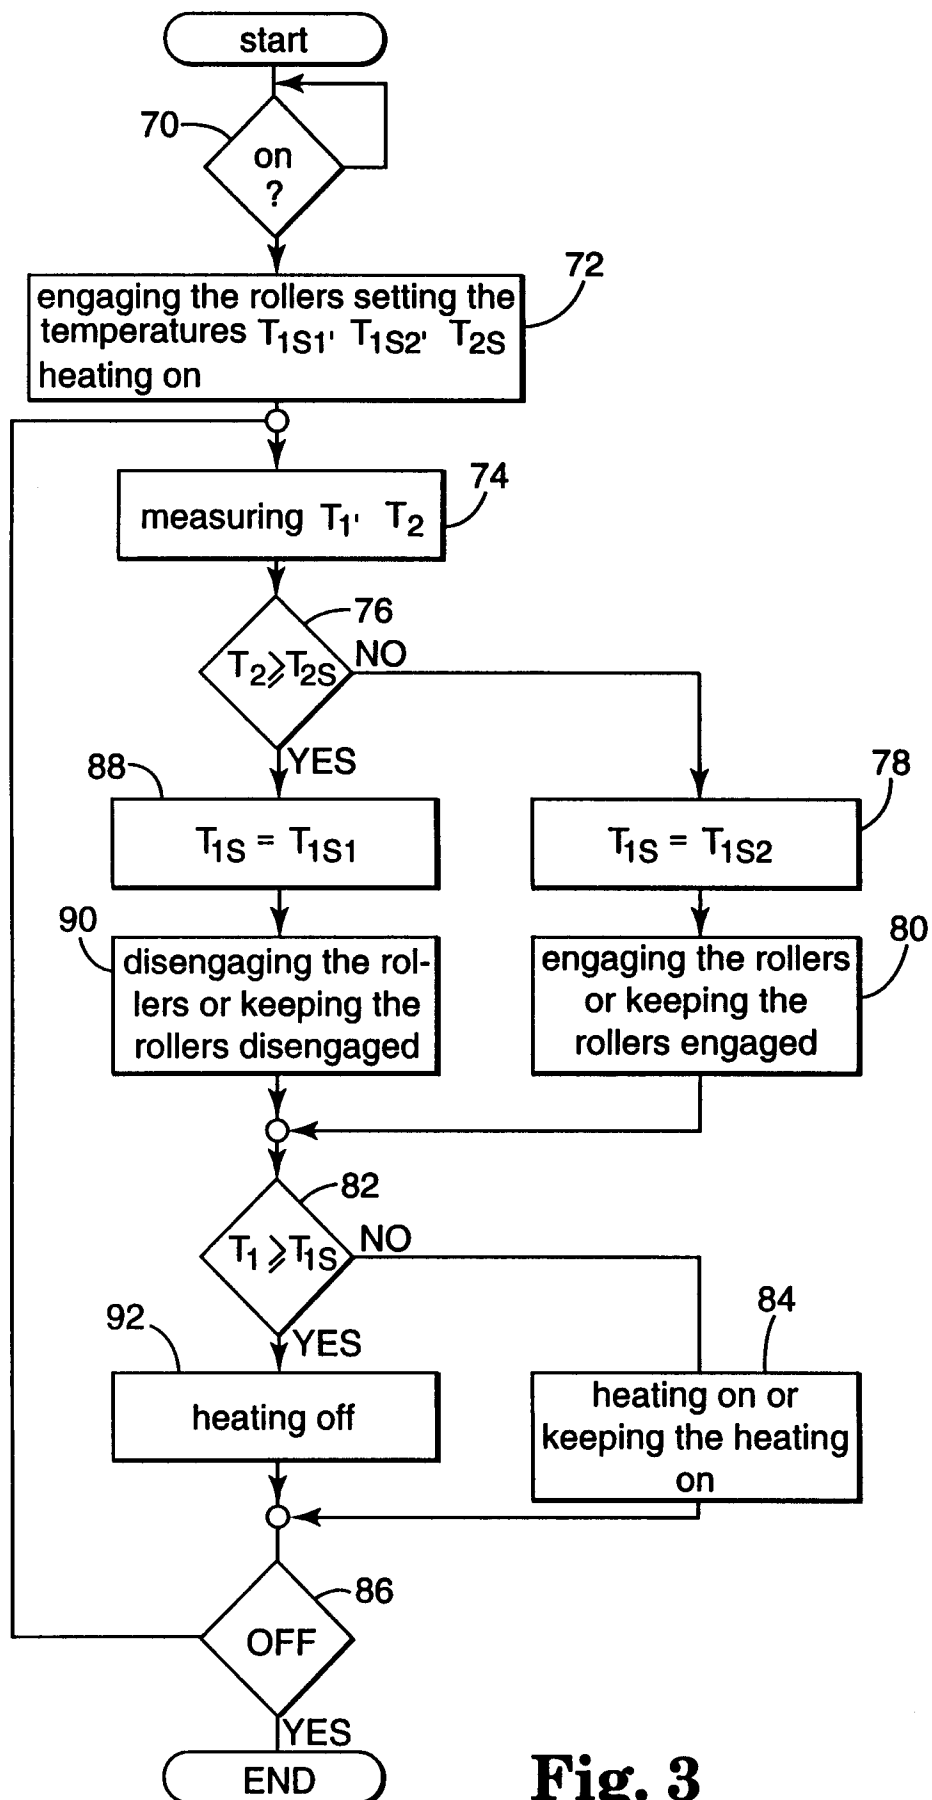 start
70
on
?
72
engaging the rollers setting the
temperatures T1S1, T1S2, T2S
heating on
74
measuring T1, T2
76
T2⩾T2S
NO
YES
88
78
T1S = T1S1
T1S = T1S2
90
80
disengaging the rol-
lers or keeping the
rollers disengaged
engaging the rollers
or keeping the
rollers engaged
82
T1⩾T1S
NO
YES
92
84
heating off
heating on or
keeping the heating
on
86
OFF
YES
END
Fig. 3